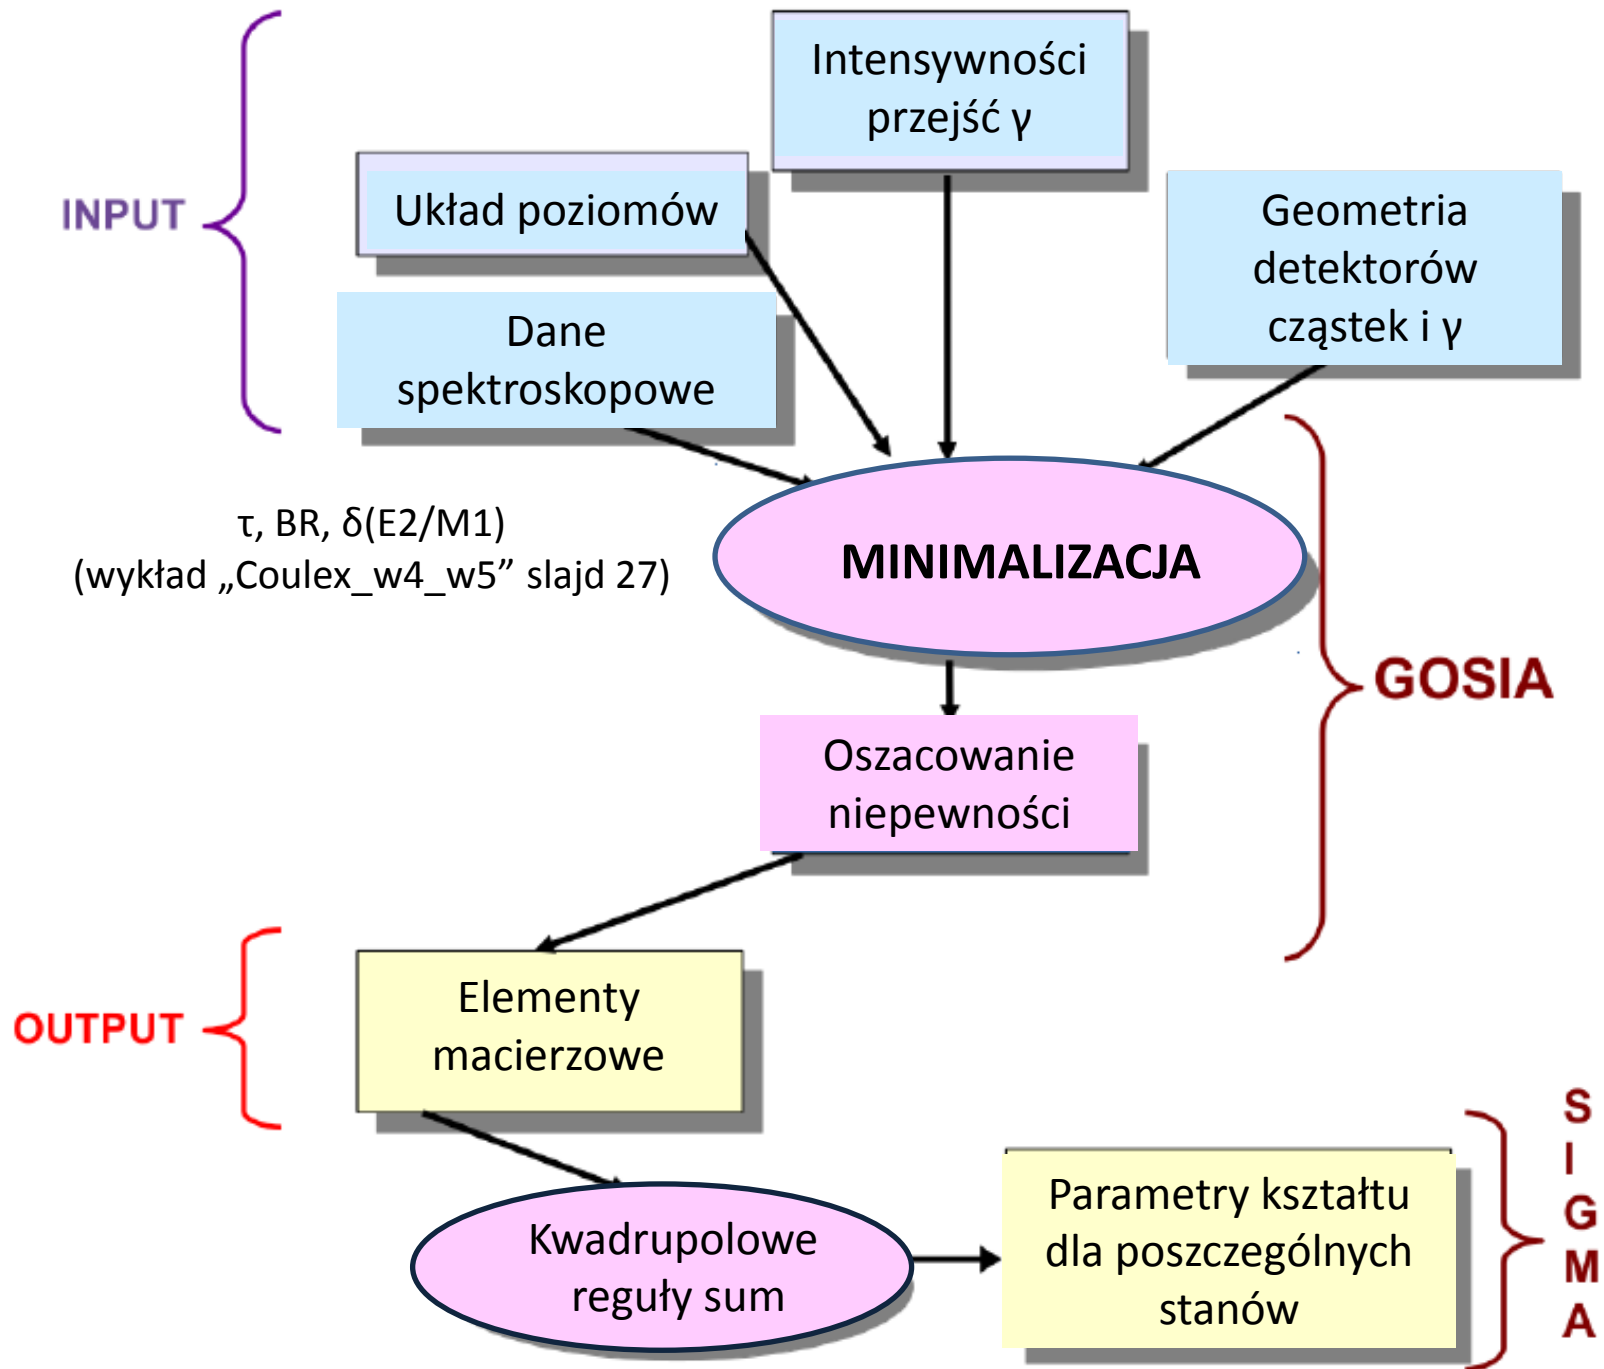 INPUT
Intensywności
przejść γ
Układ poziomów
Geometria
detektorów
cząstek i γ
Dane
spektroskopowe
τ, BR, δ(E2/M1)
(wykład „Coulex_w4_w5” slajd 27)
MINIMALIZACJA
GOSIA
Oszacowanie
niepewności
OUTPUT
Elementy
macierzowe
Kwadrupolowe
reguły sum
Parametry kształtu
dla poszczególnych
stanów
S
I
G
M
A